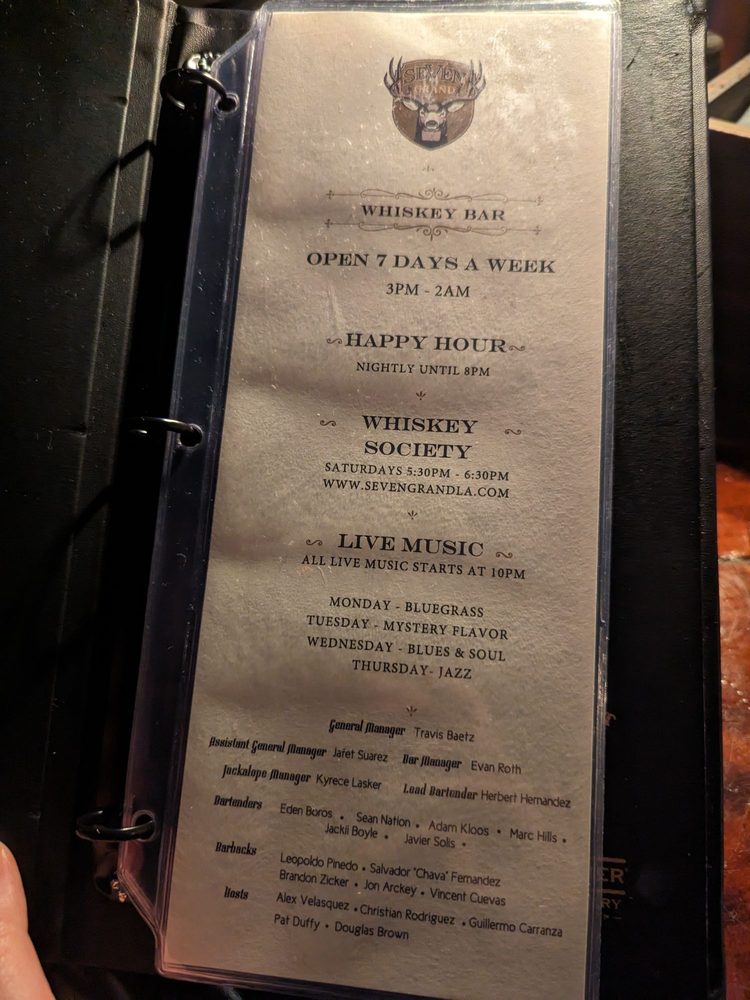 SEVEN
GRAND
WHISKEY BAR
OPEN 7 DAYS A WEEK
3PM - 2AM
HAPPY HOUR
NIGHTLY UNTIL 8PM
WHISKEY
SOCIETY
SATURDAYS 5:30PM - 6:30PM
WWW.SEVENGRANDLA.COM
LIVE MUSIC
ALL LIVE MUSIC STARTS AT 10PM
MONDAY - BLUEGRASS
TUESDAY - MYSTERY FLAVOR
WEDNESDAY - BLUES & SOUL
THURSDAY- JAZZ
General Manager Travis Baetz
Assistant General Manager Jafet Suarez Bar Manager Evan Roth
Jackalope Manager Kyrece Lasker Lead Bartender Herbert Hernandez
Bartenders Eden Boros • Sean Nation • Adam Kloos • Marc Hills •
Jackii Boyle • Javier Solis •
Barbacks Leopoldo Pinedo • Salvador "Chava" Fernandez
Brandon Zicker • Jon Arckey • Vincent Cuevas
Hosts Alex Velasquez • Christian Rodriguez • Guillermo Carranza
Pat Duffy • Douglas Brown